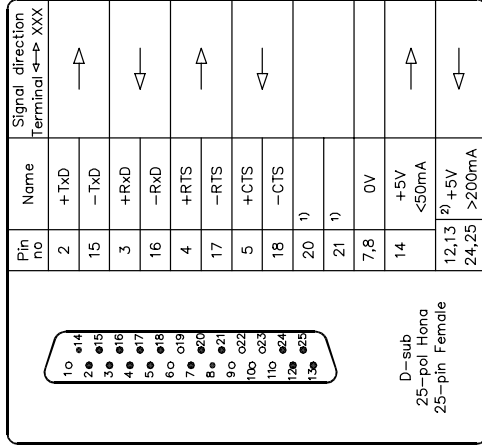 Pin no
Name
Signal direction
Terminal <-> XXX
2 +TxD
15 −TxD
3 +RxD
16 −RxD
4 +RTS
17 −RTS
5 +CTS
18 −CTS
20 1)
21 1)
7,8 0V
14 +5V
<50mA
12,13 2) +5V
24,25 >200mA
1 14
2 15
3 16
4 17
5 18
6 19
7 20
8 21
9 22
10 23
11 24
12 25
13
D−sub
25−pol Hona
25−pin Female